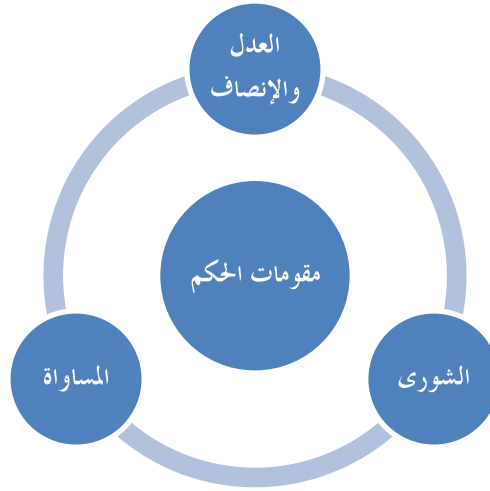 العدل
والإنصاف
مقومات الحكم
الشورى
المساواة